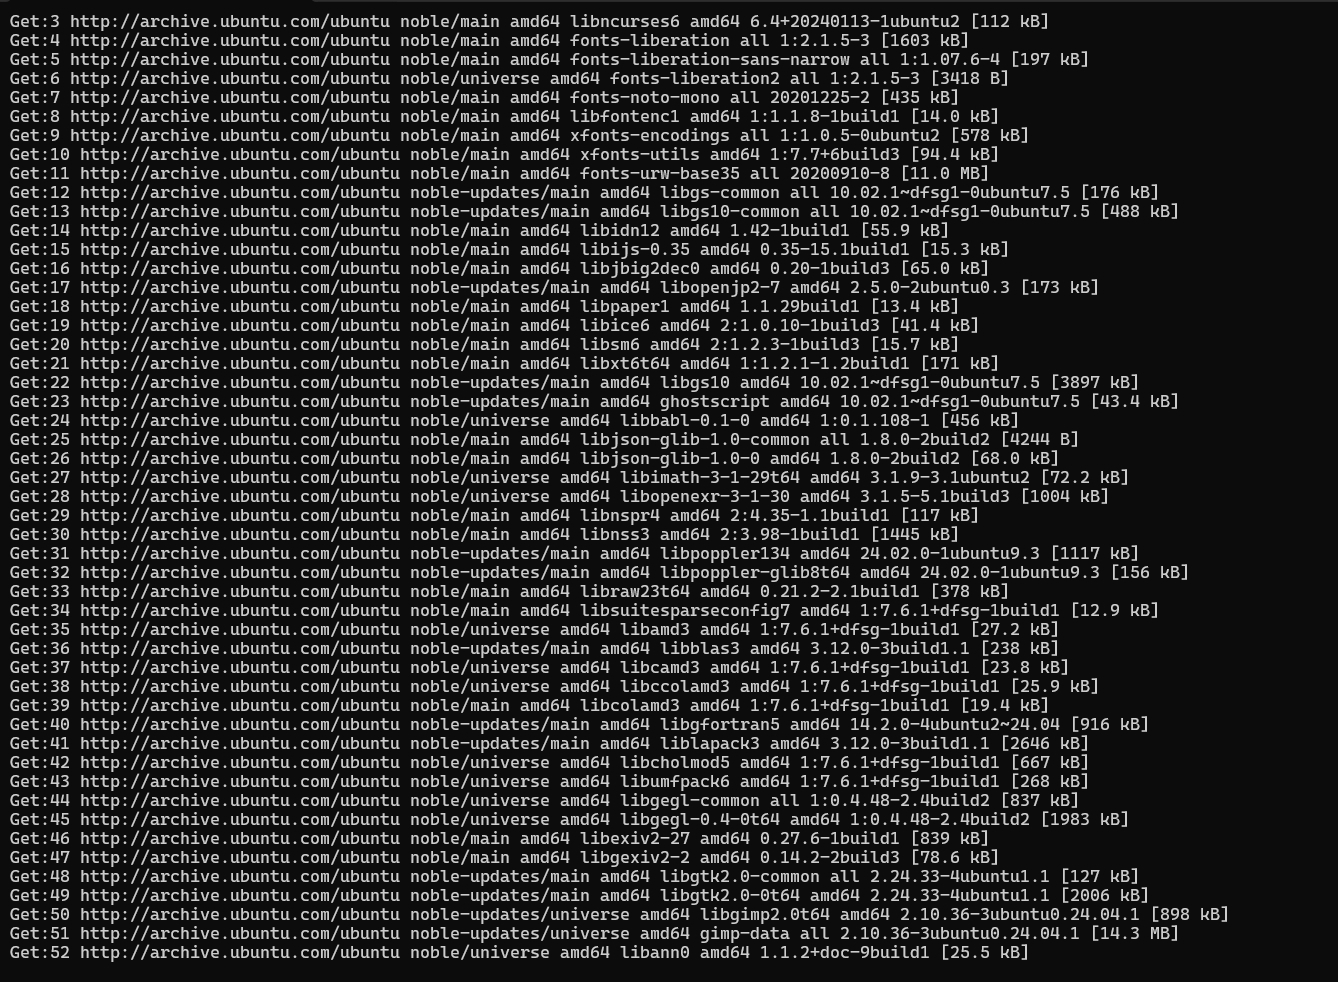 Get:3 http://archive.ubuntu.com/ubuntu noble/main amd64 libncurses6 amd64 6.4+20240113-1ubuntu2 [112 kB]
Get:4 http://archive.ubuntu.com/ubuntu noble/main amd64 fonts-liberation all 1:2.1.5-3 [1603 kB]
Get:5 http://archive.ubuntu.com/ubuntu noble/main amd64 fonts-liberation-sans-narrow all 1:1.07.6-4 [197 kB]
Get:6 http://archive.ubuntu.com/ubuntu noble/universe amd64 fonts-liberation2 all 1:2.1.5-3 [3418 B]
Get:7 http://archive.ubuntu.com/ubuntu noble/main amd64 fonts-noto-mono all 20201225-2 [435 kB]
Get:8 http://archive.ubuntu.com/ubuntu noble/main amd64 libfontenc1 amd64 1:1.1.8-1build1 [14.0 kB]
Get:9 http://archive.ubuntu.com/ubuntu noble/main amd64 xfonts-encodings all 1:1.0.5-0ubuntu2 [578 kB]
Get:10 http://archive.ubuntu.com/ubuntu noble/main amd64 xfonts-utils amd64 1:7.7+6build3 [94.4 kB]
Get:11 http://archive.ubuntu.com/ubuntu noble/main amd64 fonts-urw-base35 all 20200910-8 [11.0 MB]
Get:12 http://archive.ubuntu.com/ubuntu noble-updates/main amd64 libgs-common all 10.02.1~dfsg1-0ubuntu7.5 [176 kB]
Get:13 http://archive.ubuntu.com/ubuntu noble-updates/main amd64 libgs10-common all 10.02.1~dfsg1-0ubuntu7.5 [488 kB]
Get:14 http://archive.ubuntu.com/ubuntu noble/main amd64 libidn12 amd64 1.42-1build1 [55.9 kB]
Get:15 http://archive.ubuntu.com/ubuntu noble/main amd64 libijs-0.35 amd64 0.35-15.1build1 [15.3 kB]
Get:16 http://archive.ubuntu.com/ubuntu noble/main amd64 libjbig2dec0 amd64 0.20-1build3 [65.0 kB]
Get:17 http://archive.ubuntu.com/ubuntu noble-updates/main amd64 libopenjp2-7 amd64 2.5.0-2ubuntu0.3 [173 kB]
Get:18 http://archive.ubuntu.com/ubuntu noble/main amd64 libpaper1 amd64 1.1.29build1 [13.4 kB]
Get:19 http://archive.ubuntu.com/ubuntu noble/main amd64 libice6 amd64 2:1.0.10-1build3 [41.4 kB]
Get:20 http://archive.ubuntu.com/ubuntu noble/main amd64 libsm6 amd64 2:1.2.3-1build3 [15.7 kB]
Get:21 http://archive.ubuntu.com/ubuntu noble/main amd64 libxt6t64 amd64 1:1.2.1-1.2build1 [171 kB]
Get:22 http://archive.ubuntu.com/ubuntu noble-updates/main amd64 libgs10 amd64 10.02.1~dfsg1-0ubuntu7.5 [3897 kB]
Get:23 http://archive.ubuntu.com/ubuntu noble-updates/main amd64 ghostscript amd64 10.02.1~dfsg1-0ubuntu7.5 [43.4 kB]
Get:24 http://archive.ubuntu.com/ubuntu noble/universe amd64 libbabl-0.1-0 amd64 1:0.1.108-1 [456 kB]
Get:25 http://archive.ubuntu.com/ubuntu noble/main amd64 libjson-glib-1.0-common all 1.8.0-2build2 [4244 B]
Get:26 http://archive.ubuntu.com/ubuntu noble/main amd64 libjson-glib-1.0-0 amd64 1.8.0-2build2 [68.0 kB]
Get:27 http://archive.ubuntu.com/ubuntu noble/universe amd64 libimath-3-1-29t64 amd64 3.1.9-3.1ubuntu2 [72.2 kB]
Get:28 http://archive.ubuntu.com/ubuntu noble/universe amd64 libopenexr-3-1-30 amd64 3.1.5-5.1build3 [1004 kB]
Get:29 http://archive.ubuntu.com/ubuntu noble/main amd64 libnspr4 amd64 2:4.35-1.1build1 [117 kB]
Get:30 http://archive.ubuntu.com/ubuntu noble/main amd64 libnss3 amd64 2:3.98-1build1 [1445 kB]
Get:31 http://archive.ubuntu.com/ubuntu noble-updates/main amd64 libpoppler134 amd64 24.02.0-1ubuntu9.3 [1117 kB]
Get:32 http://archive.ubuntu.com/ubuntu noble-updates/main amd64 libpoppler-glib8t64 amd64 24.02.0-1ubuntu9.3 [156 kB]
Get:33 http://archive.ubuntu.com/ubuntu noble/main amd64 libraw23t64 amd64 0.21.2-2.1build1 [378 kB]
Get:34 http://archive.ubuntu.com/ubuntu noble/main amd64 libsuitesparseconfig7 amd64 1:7.6.1+dfsg-1build1 [12.9 kB]
Get:35 http://archive.ubuntu.com/ubuntu noble/universe amd64 libamd3 amd64 1:7.6.1+dfsg-1build1 [27.2 kB]
Get:36 http://archive.ubuntu.com/ubuntu noble-updates/main amd64 libblas3 amd64 3.12.0-3build1.1 [238 kB]
Get:37 http://archive.ubuntu.com/ubuntu noble/universe amd64 libcamd3 amd64 1:7.6.1+dfsg-1build1 [23.8 kB]
Get:38 http://archive.ubuntu.com/ubuntu noble/universe amd64 libccolamd3 amd64 1:7.6.1+dfsg-1build1 [25.9 kB]
Get:39 http://archive.ubuntu.com/ubuntu noble/main amd64 libcolamd3 amd64 1:7.6.1+dfsg-1build1 [19.4 kB]
Get:40 http://archive.ubuntu.com/ubuntu noble-updates/main amd64 libgfortran5 amd64 14.2.0-4ubuntu2~24.04 [916 kB]
Get:41 http://archive.ubuntu.com/ubuntu noble-updates/main amd64 liblapack3 amd64 3.12.0-3build1.1 [2646 kB]
Get:42 http://archive.ubuntu.com/ubuntu noble/universe amd64 libcholmod5 amd64 1:7.6.1+dfsg-1build1 [667 kB]
Get:43 http://archive.ubuntu.com/ubuntu noble/universe amd64 libumfpack6 amd64 1:7.6.1+dfsg-1build1 [268 kB]
Get:44 http://archive.ubuntu.com/ubuntu noble/universe amd64 libgegl-common all 1:0.4.48-2.4build2 [837 kB]
Get:45 http://archive.ubuntu.com/ubuntu noble/universe amd64 libgegl-0.4-0t64 amd64 1:0.4.48-2.4build2 [1983 kB]
Get:46 http://archive.ubuntu.com/ubuntu noble/main amd64 libexiv2-27 amd64 0.27.6-1build1 [839 kB]
Get:47 http://archive.ubuntu.com/ubuntu noble/main amd64 libgexiv2-2 amd64 0.14.2-2build3 [78.6 kB]
Get:48 http://archive.ubuntu.com/ubuntu noble-updates/main amd64 libgtk2.0-common all 2.24.33-4ubuntu1.1 [127 kB]
Get:49 http://archive.ubuntu.com/ubuntu noble-updates/main amd64 libgtk2.0-0t64 amd64 2.24.33-4ubuntu1.1 [2006 kB]
Get:50 http://archive.ubuntu.com/ubuntu noble-updates/universe amd64 libgimp2.0t64 amd64 2.10.36-3ubuntu0.24.04.1 [898 kB]
Get:51 http://archive.ubuntu.com/ubuntu noble-updates/universe amd64 gimp-data all 2.10.36-3ubuntu0.24.04.1 [14.3 MB]
Get:52 http://archive.ubuntu.com/ubuntu noble/universe amd64 libann0 amd64 1.1.2+doc-9build1 [25.5 kB]